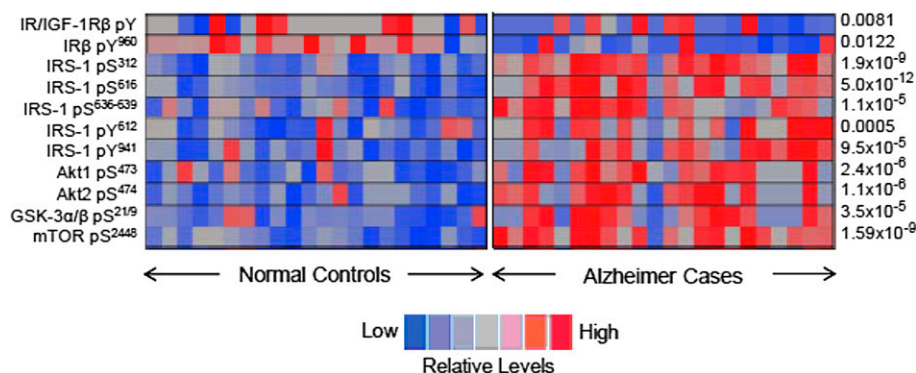 IR/IGF-1Rβ pY 0.0081
IRβ pY⁹⁶⁰ 0.0122
IRS-1 pS³¹² 1.9x10⁻⁹
IRS-1 pS⁶¹⁶ 5.0x10⁻¹²
IRS-1 pS⁶³⁶⁻⁶³⁹ 1.1x10⁻⁵
IRS-1 pY⁶¹² 0.0005
IRS-1 pY⁹⁴¹ 9.5x10⁻⁵
Akt1 pS⁴⁷³ 2.4x10⁻⁶
Akt2 pS⁴⁷⁴ 1.1x10⁻⁶
GSK-3α/β pS²¹/⁹ 3.5x10⁻⁵
mTOR pS²⁴⁴⁸ 1.59x10⁻⁹
Normal Controls Alzheimer Cases
Low High
Relative Levels